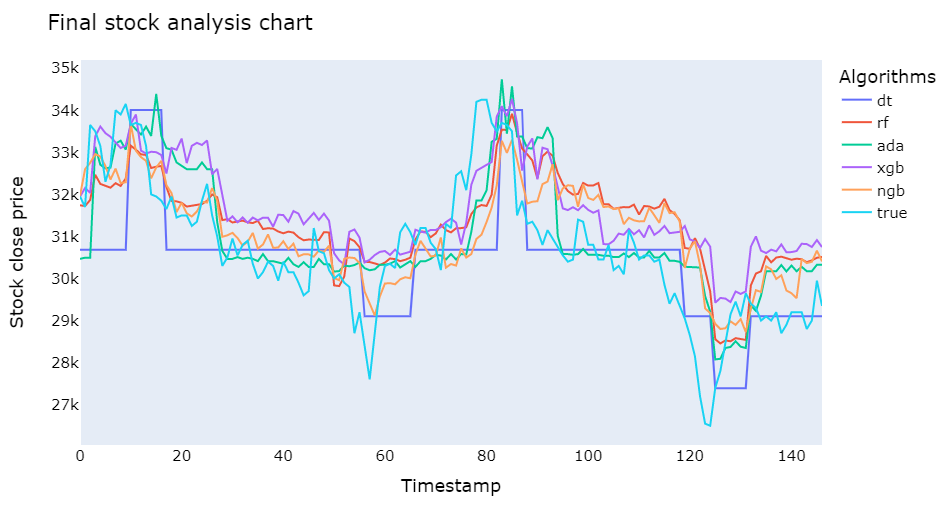 Final stock analysis chart
Stock close price
35k
34k
33k
32k
31k
30k
29k
28k
27k
0 20 40 60 80 100 120 140
Timestamp
Algorithms
dt
rf
ada
xgb
ngb
true